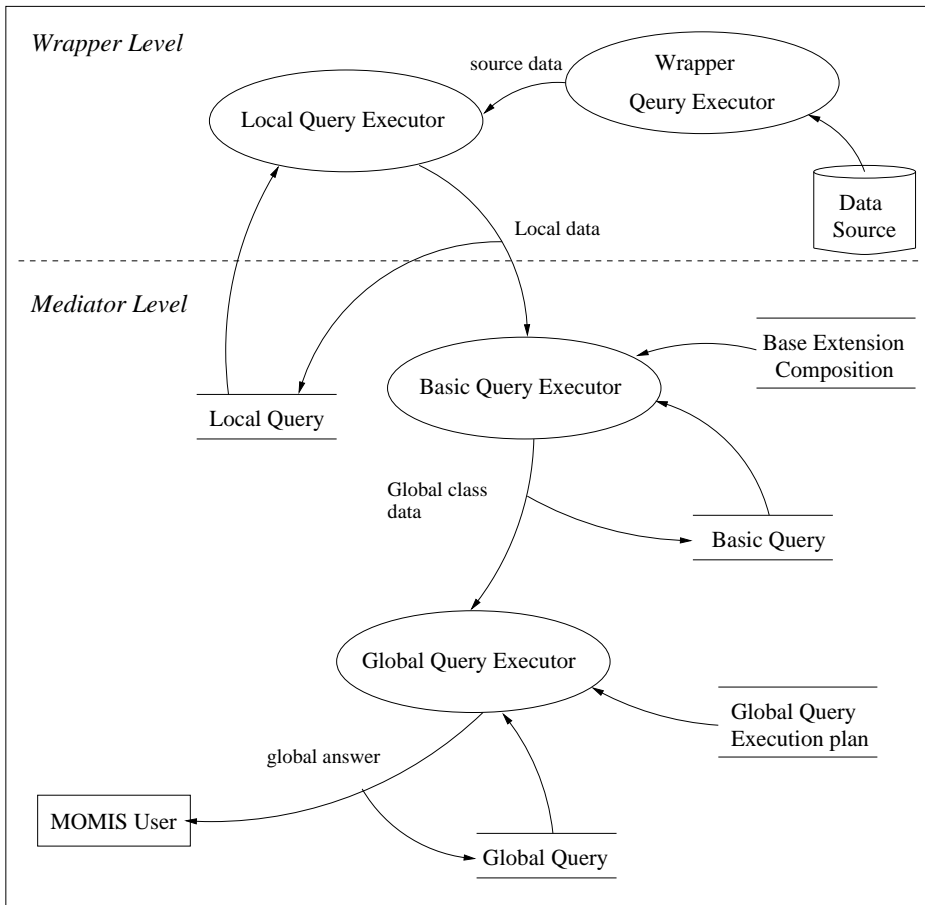 Wrapper Level
source data
Wrapper
Qeury Executor
Local Query Executor
Data
Source
Local data
Mediator Level
Base Extension
Composition
Basic Query Executor
Local Query
Global class
data
Basic Query
Global Query Executor
Global Query
Execution plan
global answer
MOMIS User
Global Query